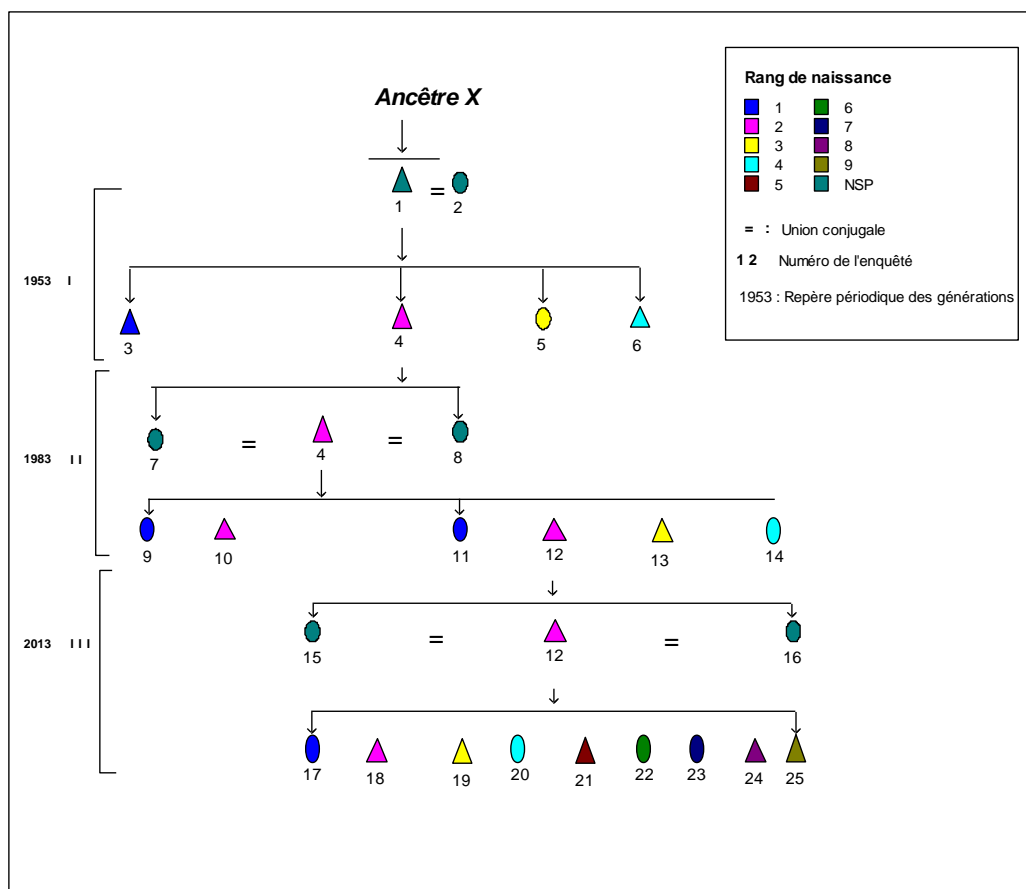 Ancêtre X
=
1 2
1953 I
3 4 5 6
= =
7 4 8
1983 I I
9 10 11 12 13 14
2013 I I I
= =
15 12 16
17 18 19 20 21 22 23 24 25
Rang de naissance
1 6
2 7
3 8
4 9
5 NSP
= : Union conjugale
1 2 Numéro de l'enquêté
1953 : Repère périodique des générations